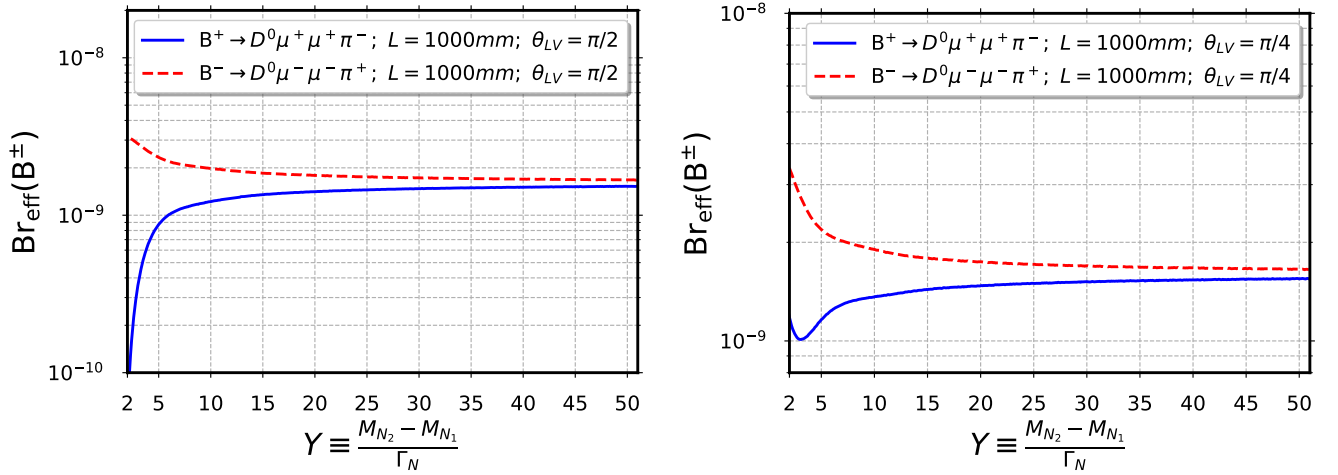 10⁻⁸
10⁻⁹
10⁻¹⁰
Br_eff(B^±)
B⁺→D⁰μ⁺μ⁺π⁻; L = 1000mm; θ_LV = π/2
B⁻→D⁰μ⁻μ⁻π⁺; L = 1000mm; θ_LV = π/2
2 5 10 15 20 25 30 35 40 45 50
Y ≡ (M_N₂ − M_N₁)/Γ_N
10⁻⁸
10⁻⁹
Br_eff(B^±)
B⁺→D⁰μ⁺μ⁺π⁻; L = 1000mm; θ_LV = π/4
B⁻→D⁰μ⁻μ⁻π⁺; L = 1000mm; θ_LV = π/4
2 5 10 15 20 25 30 35 40 45 50
Y ≡ (M_N₂ − M_N₁)/Γ_N